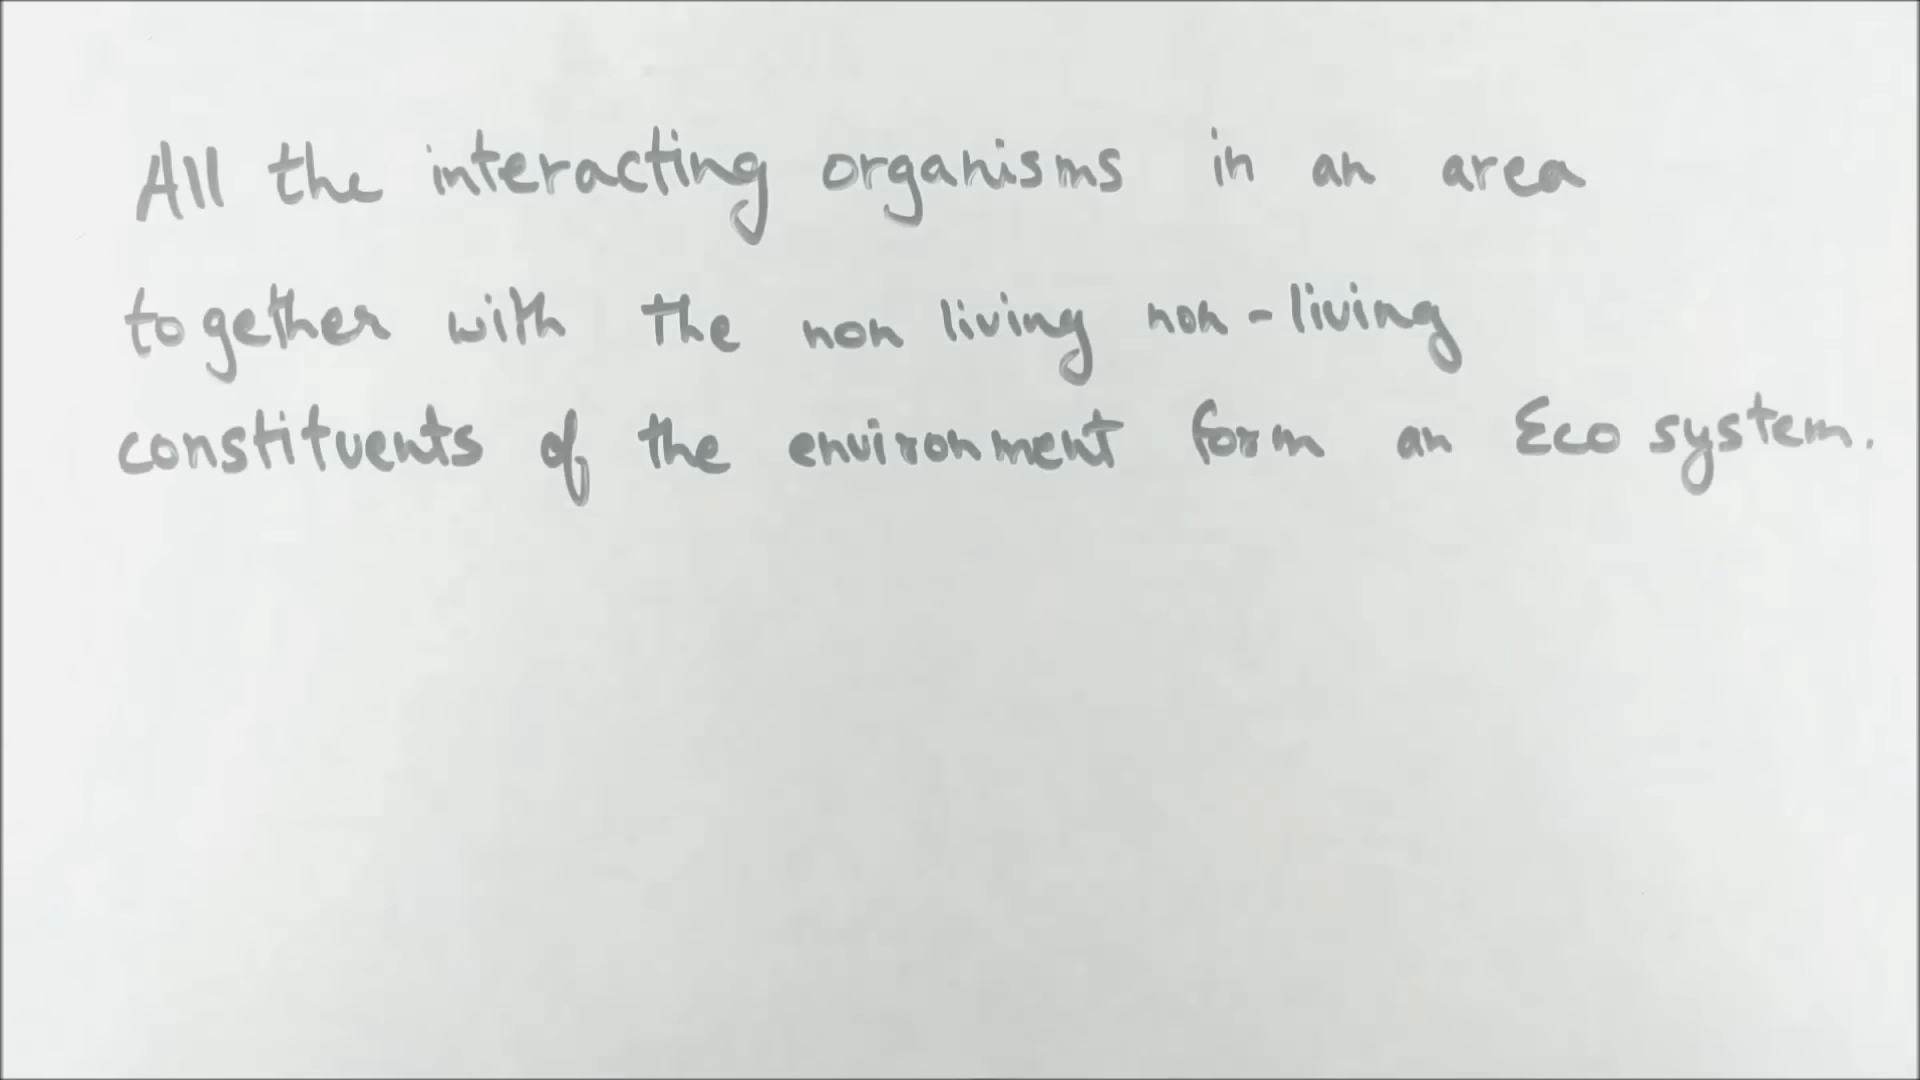 All the interacting organisms in an area
together with the non living non-living
constituents of the environment form an Eco system.